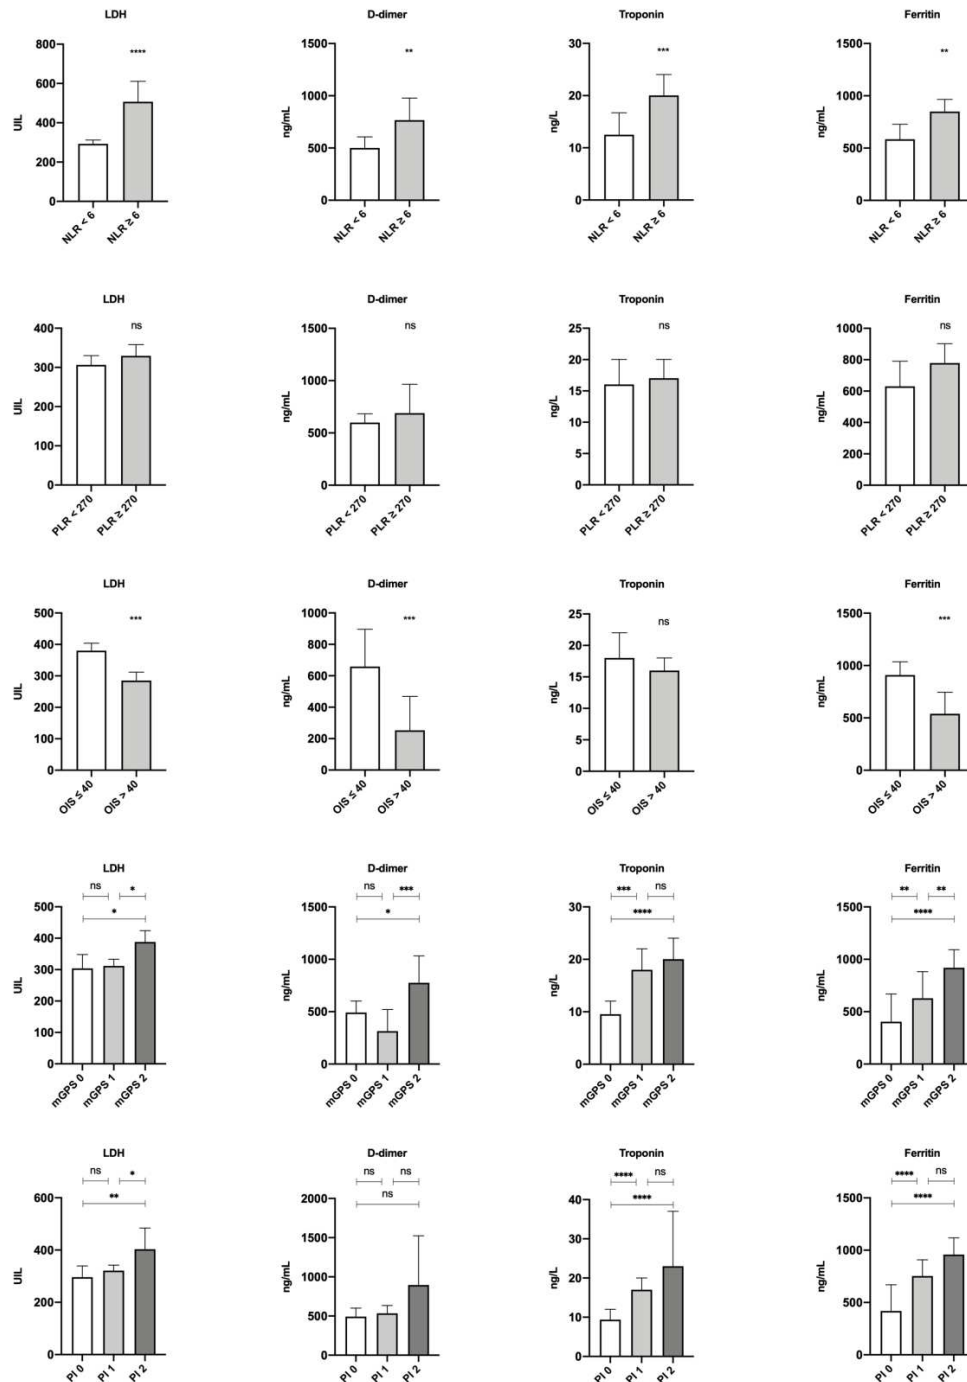 LDH
D-dimer
Troponin
Ferritin
800
600
400
200
0
UIL
****
NLR < 6
NLR ≥ 6
1500
1000
500
0
ng/mL
**
NLR < 6
NLR ≥ 6
30
20
10
0
ng/L
***
NLR < 6
NLR ≥ 6
1500
1000
500
0
ng/mL
**
NLR < 6
NLR ≥ 6
LDH
D-dimer
Troponin
Ferritin
400
300
200
100
0
UIL
ns
PLR < 270
PLR ≥ 270
1500
1000
500
0
ng/mL
ns
PLR < 270
PLR ≥ 270
25
20
15
10
5
0
ng/L
ns
PLR < 270
PLR ≥ 270
1000
800
600
400
200
0
ng/mL
ns
PLR < 270
PLR ≥ 270
LDH
D-dimer
Troponin
Ferritin
500
400
300
200
100
0
UIL
***
OIS ≤ 40
OIS > 40
1000
800
600
400
200
0
ng/mL
***
OIS ≤ 40
OIS > 40
25
20
15
10
5
0
ng/L
ns
OIS ≤ 40
OIS > 40
1500
1000
500
0
ng/mL
***
OIS ≤ 40
OIS > 40
LDH
D-dimer
Troponin
Ferritin
ns
*
*
500
400
300
200
100
0
UIL
mGPS 0
mGPS 1
mGPS 2
ns
***
*
1500
1000
500
0
ng/mL
mGPS 0
mGPS 1
mGPS 2
***
ns
****
30
20
10
0
ng/L
mGPS 0
mGPS 1
mGPS 2
**
**
****
1500
1000
500
0
ng/mL
mGPS 0
mGPS 1
mGPS 2
LDH
D-dimer
Troponin
Ferritin
ns
*
**
600
400
200
0
UIL
PI 0
PI 1
PI 2
ns
ns
ns
2000
1500
1000
500
0
ng/mL
PI 0
PI 1
PI 2
****
ns
****
40
30
20
10
0
ng/L
PI 0
PI 1
PI 2
****
ns
****
1500
1000
500
0
ng/mL
PI 0
PI 1
PI 2